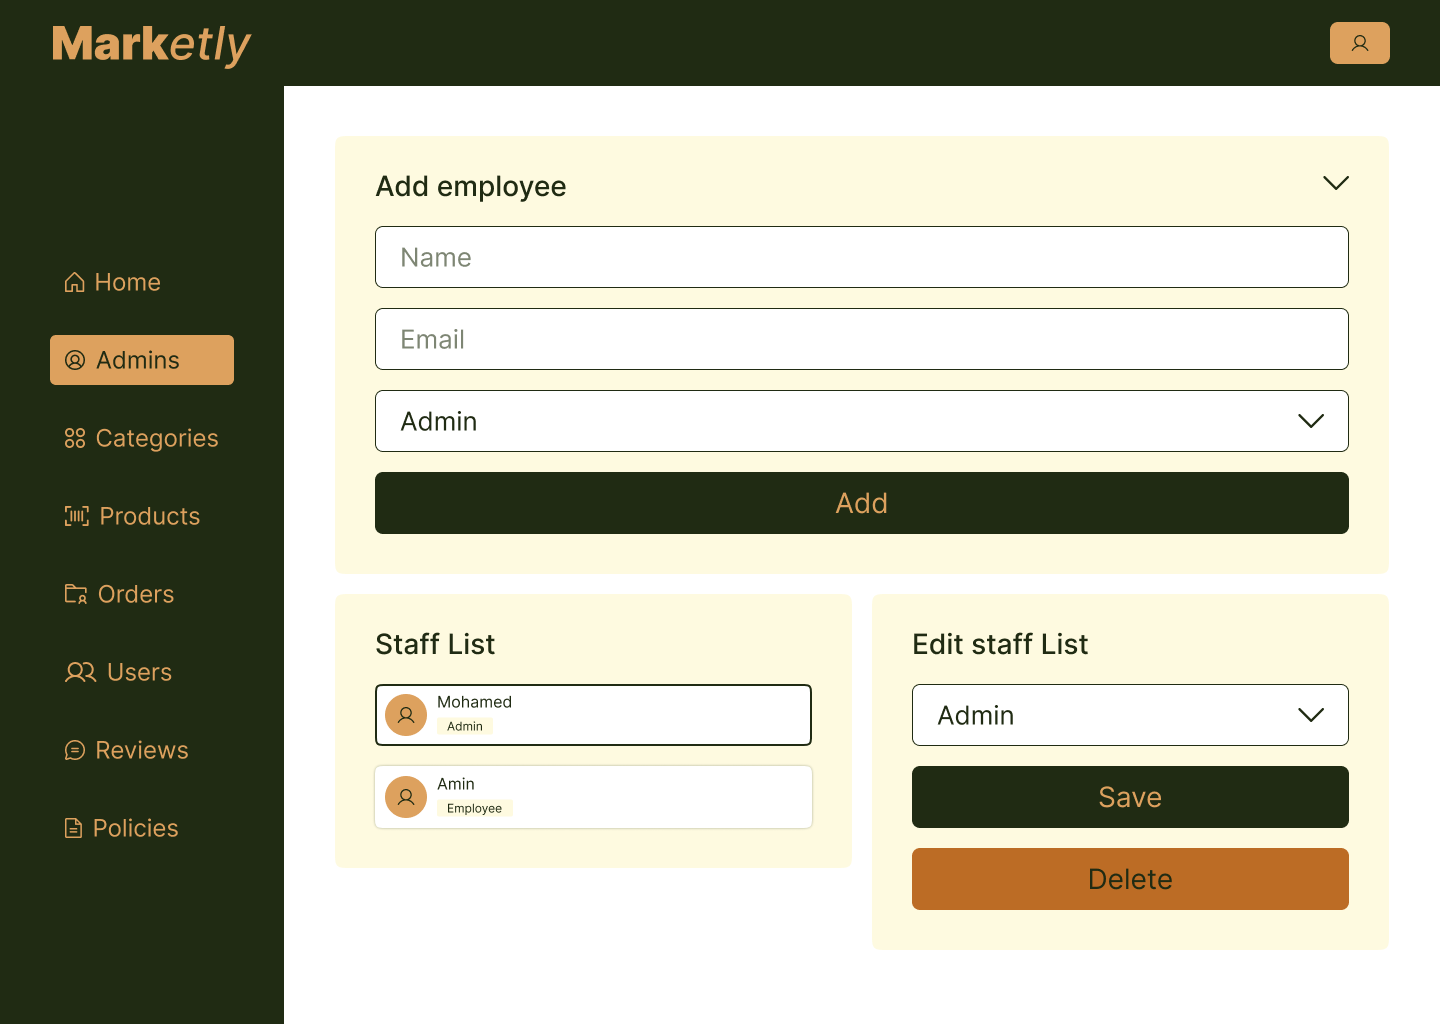 Marketly
Home
Admins
Categories
Products
Orders
Users
Reviews
Policies
Add employee
Name
Email
Admin
Add
Staff List
Mohamed
Admin
Amin
Employee
Edit staff List
Admin
Save
Delete